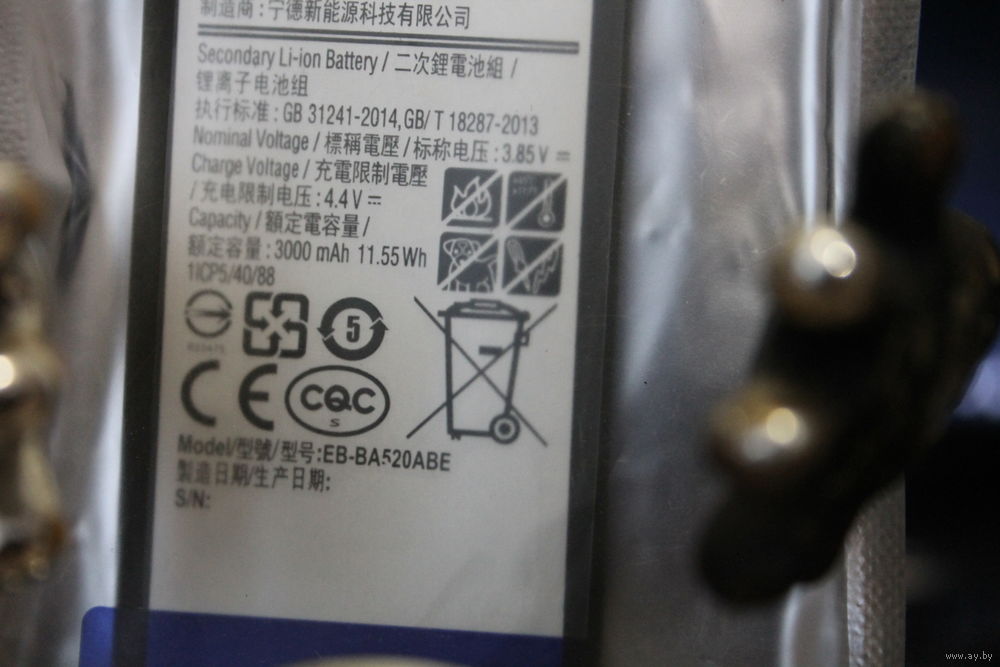 制造商:宁德新能源科技有限公司
Secondary Li-ion Battery / 二次鋰電池組 /
锂离子电池组
执行标准: GB 31241-2014,GB/ T 18287-2013
Nominal Voltage / 標稱電壓 / 标称电压: 3.85 V ⎓
Charge Voltage / 充電限制電壓
/ 充电限制电压: 4.4V ⎓
Capacity / 額定電容量 /
额定容量: 3000 mAh 11.55 Wh
1ICP5/40/88
5
CE
CQC
S
Model/型號/型号:EB-BA520ABE
製造日期/生产日期:
S/N:
www.ay.by